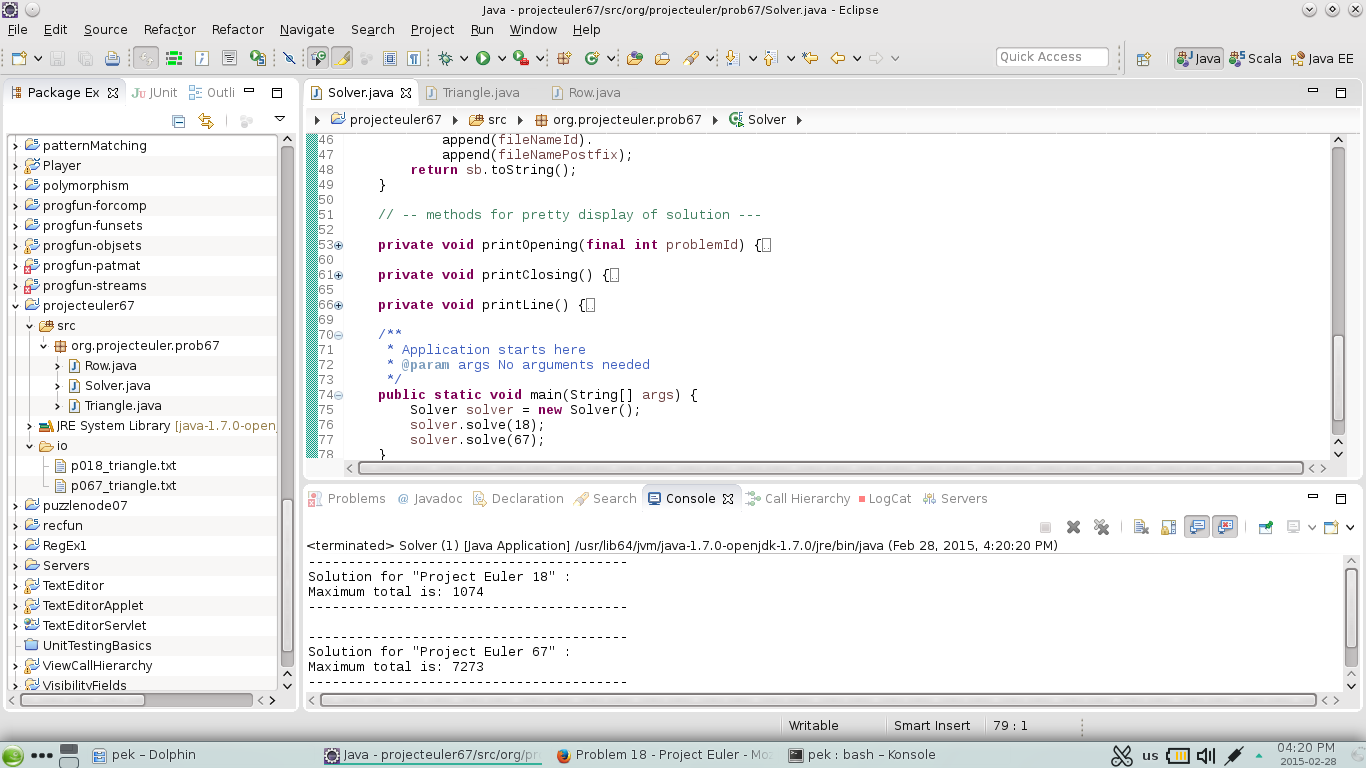 Java - projecteuler67/src/org/projecteuler/prob67/Solver.java - Eclipse
File Edit Source Refactor Refactor Navigate Search Project Run Window Help
Quick Access
Java Scala Java EE
Package Ex JUnit Outli
patternMatching
Player
polymorphism
progfun-forcomp
progfun-funsets
progfun-objsets
progfun-patmat
progfun-streams
projecteuler67
src
org.projecteuler.prob67
Row.java
Solver.java
Triangle.java
JRE System Library [java-1.7.0-openj
io
p018_triangle.txt
p067_triangle.txt
puzzlenode07
recfun
RegEx1
Servers
TextEditor
TextEditorApplet
TextEditorServlet
UnitTestingBasics
ViewCallHierarchy
VisibilityFields
Solver.java Triangle.java Row.java
projecteuler67 src org.projecteuler.prob67 Solver
46 append(fileNameId).
47 append(fileNamePostfix);
48 return sb.toString();
49 }
50
51 // -- methods for pretty display of solution ---
52
53 private void printOpening(final int problemId) {
60
61 private void printClosing() {
65
66 private void printLine() {
69
70 /**
71 * Application starts here
72 * @param args No arguments needed
73 */
74 public static void main(String[] args) {
75 Solver solver = new Solver();
76 solver.solve(18);
77 solver.solve(67);
78 }
Problems @ Javadoc Declaration Search Console Call Hierarchy LogCat Servers
<terminated> Solver (1) [Java Application] /usr/lib64/jvm/java-1.7.0-openjdk-1.7.0/jre/bin/java (Feb 28, 2015, 4:20:20 PM)
----------------------------------------
Solution for "Project Euler 18" :
Maximum total is: 1074
----------------------------------------
----------------------------------------
Solution for "Project Euler 67" :
Maximum total is: 7273
----------------------------------------
Writable Smart Insert 79 : 1
pek – Dolphin Java - projecteuler67/src/org/pr Problem 18 - Project Euler - Moz pek : bash – Konsole us 04:20 PM
2015-02-28